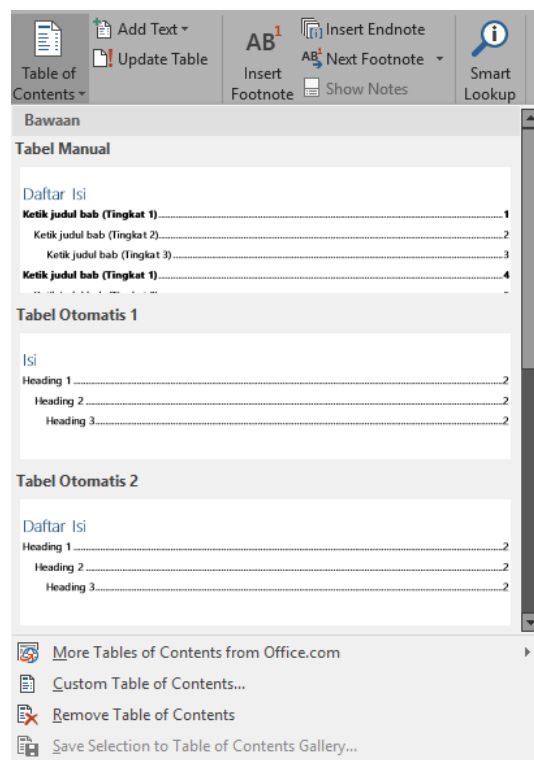 Add Text
Update Table
Table of
Contents
AB1
Insert
Footnote
Insert Endnote
AB1 Next Footnote
Show Notes
Smart
Lookup
Bawaan
Tabel Manual
Daftar Isi
Ketik judul bab (Tingkat 1)....................1
Ketik judul bab (Tingkat 2)....................2
Ketik judul bab (Tingkat 3)....................3
Ketik judul bab (Tingkat 1)....................4
Tabel Otomatis 1
Isi
Heading 1....................2
Heading 2....................2
Heading 3....................2
Tabel Otomatis 2
Daftar Isi
Heading 1....................2
Heading 2....................2
Heading 3....................2
More Tables of Contents from Office.com
Custom Table of Contents...
Remove Table of Contents
Save Selection to Table of Contents Gallery...